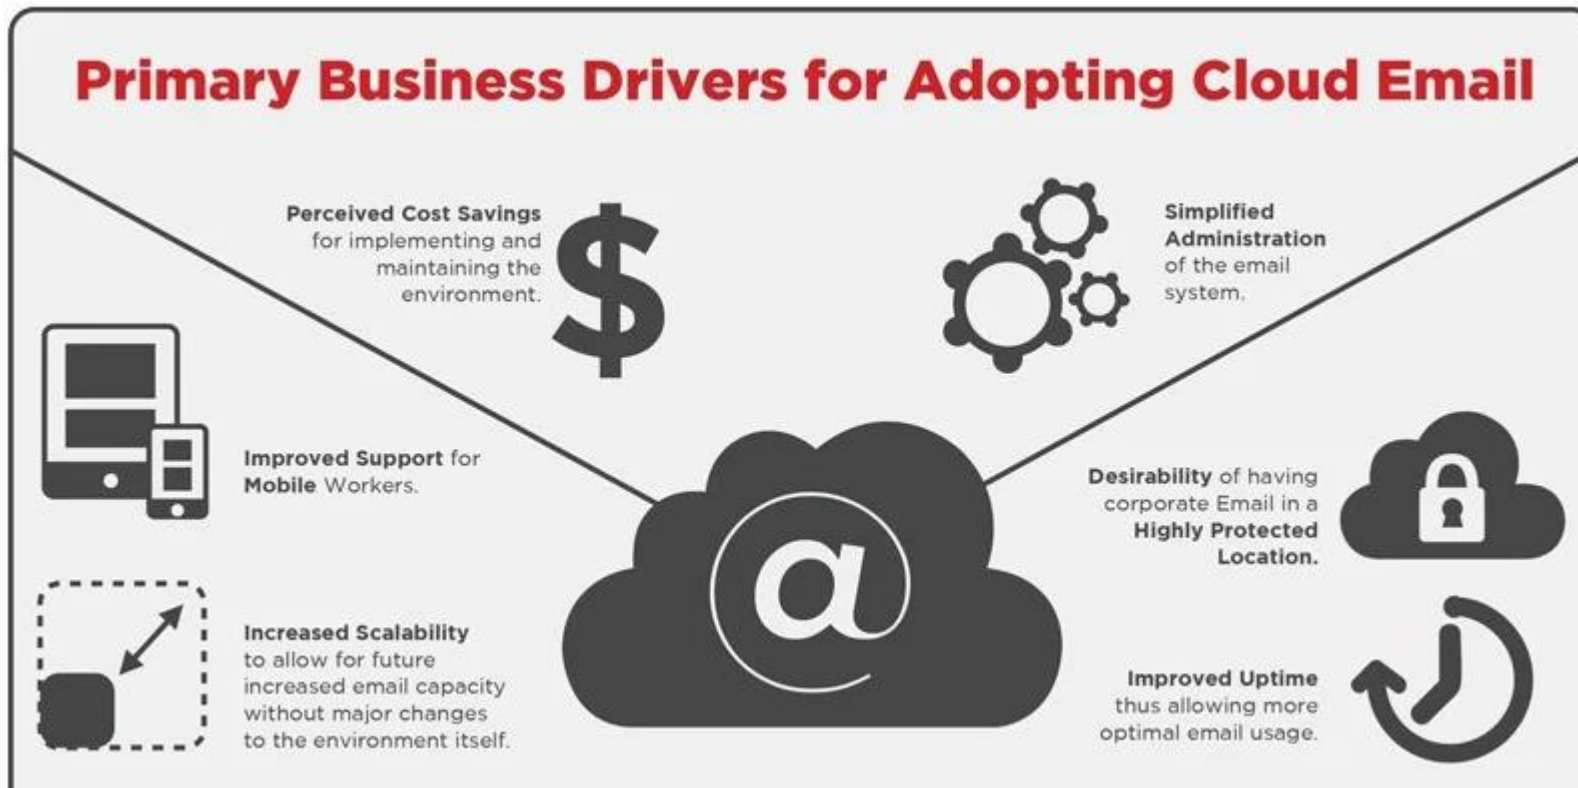 Primary Business Drivers for Adopting Cloud Email
Perceived Cost Savings
for implementing and
maintaining the
environment.
Simplified
Administration
of the email
system.
Improved Support for
Mobile Workers.
Desirability of having
corporate Email in a
Highly Protected
Location.
@
Increased Scalability
to allow for future
increased email capacity
without major changes
to the environment itself.
Improved Uptime
thus allowing more
optimal email usage.